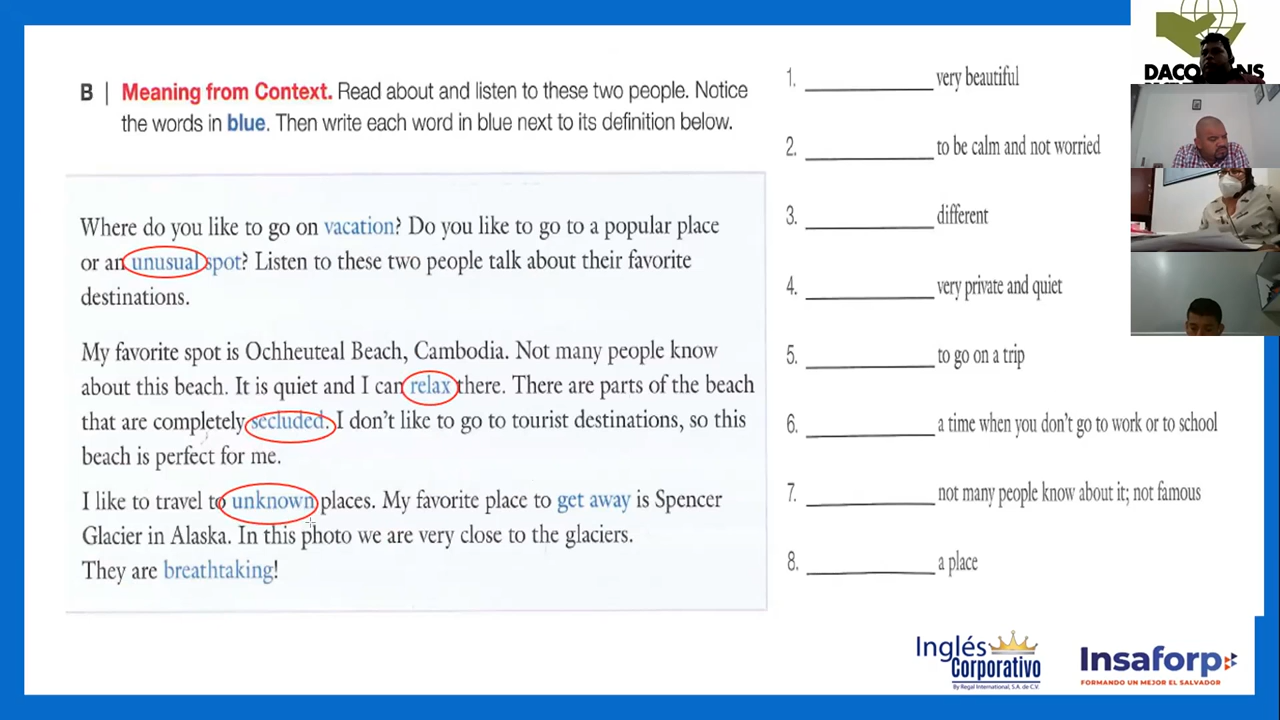 B | Meaning from Context. Read about and listen to these two people. Notice
the words in blue. Then write each word in blue next to its definition below.
Where do you like to go on vacation? Do you like to go to a popular place
or an unusual spot? Listen to these two people talk about their favorite
destinations.
My favorite spot is Ochheuteal Beach, Cambodia. Not many people know
about this beach. It is quiet and I can relax there. There are parts of the beach
that are completely secluded. I don't like to go to tourist destinations, so this
beach is perfect for me.
I like to travel to unknown places. My favorite place to get away is Spencer
Glacier in Alaska. In this photo we are very close to the glaciers.
They are breathtaking!
1. __________ very beautiful
2. __________ to be calm and not worried
3. __________ different
4. __________ very private and quiet
5. __________ to go on a trip
6. __________ a time when you don't go to work or to school
7. __________ not many people know about it; not famous
8. __________ a place
Inglés
Corporativo
By Regal International, S.A. de C.V.
Insaforp
FORMANDO UN MEJOR EL SALVADOR